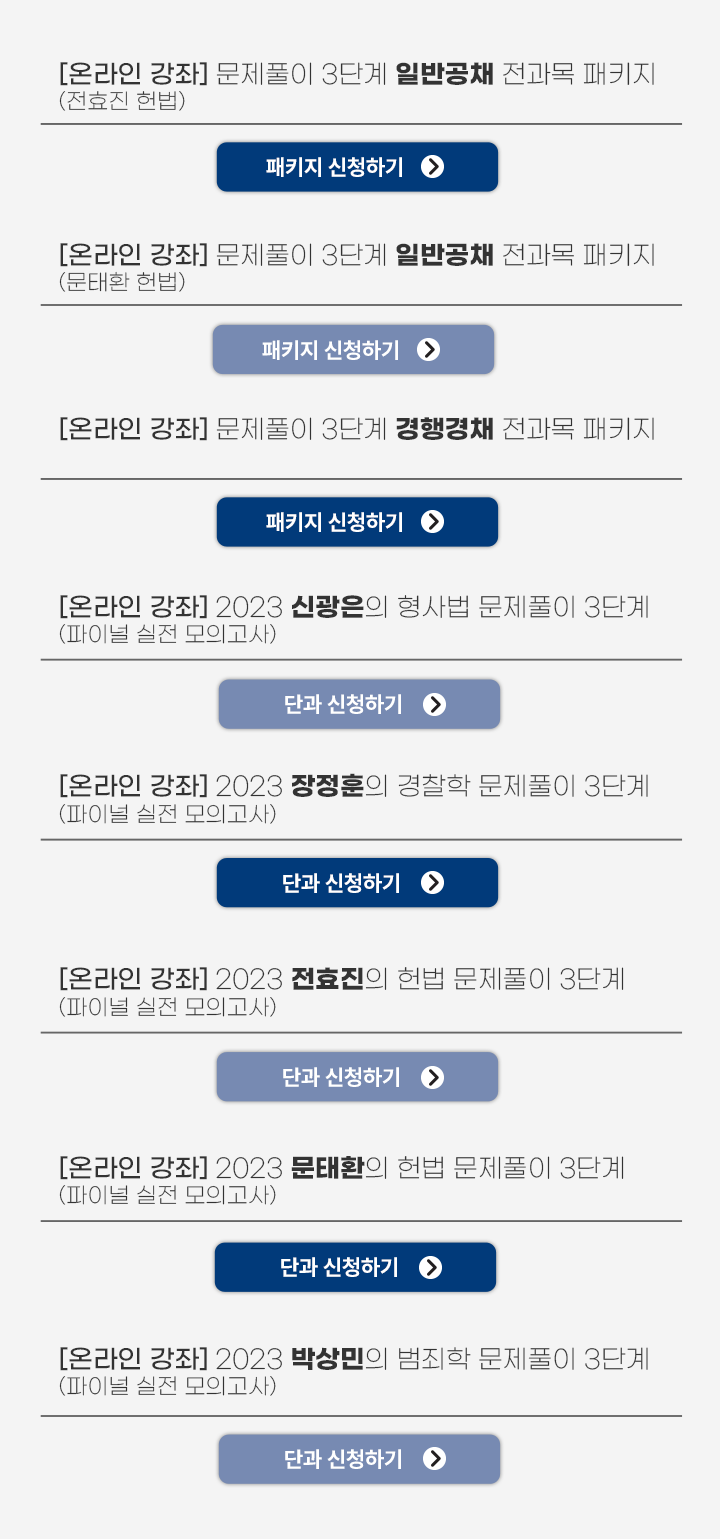 [온라인 강좌] 문제풀이 3단계 일반공채 전과목 패키지
(전효진 헌법)
패키지 신청하기
[온라인 강좌] 문제풀이 3단계 일반공채 전과목 패키지
(문태환 헌법)
패키지 신청하기
[온라인 강좌] 문제풀이 3단계 경행경채 전과목 패키지
패키지 신청하기
[온라인 강좌] 2023 신광은의 형사법 문제풀이 3단계
(파이널 실전 모의고사)
단과 신청하기
[온라인 강좌] 2023 장정훈의 경찰학 문제풀이 3단계
(파이널 실전 모의고사)
단과 신청하기
[온라인 강좌] 2023 전효진의 헌법 문제풀이 3단계
(파이널 실전 모의고사)
단과 신청하기
[온라인 강좌] 2023 문태환의 헌법 문제풀이 3단계
(파이널 실전 모의고사)
단과 신청하기
[온라인 강좌] 2023 박상민의 범죄학 문제풀이 3단계
(파이널 실전 모의고사)
단과 신청하기